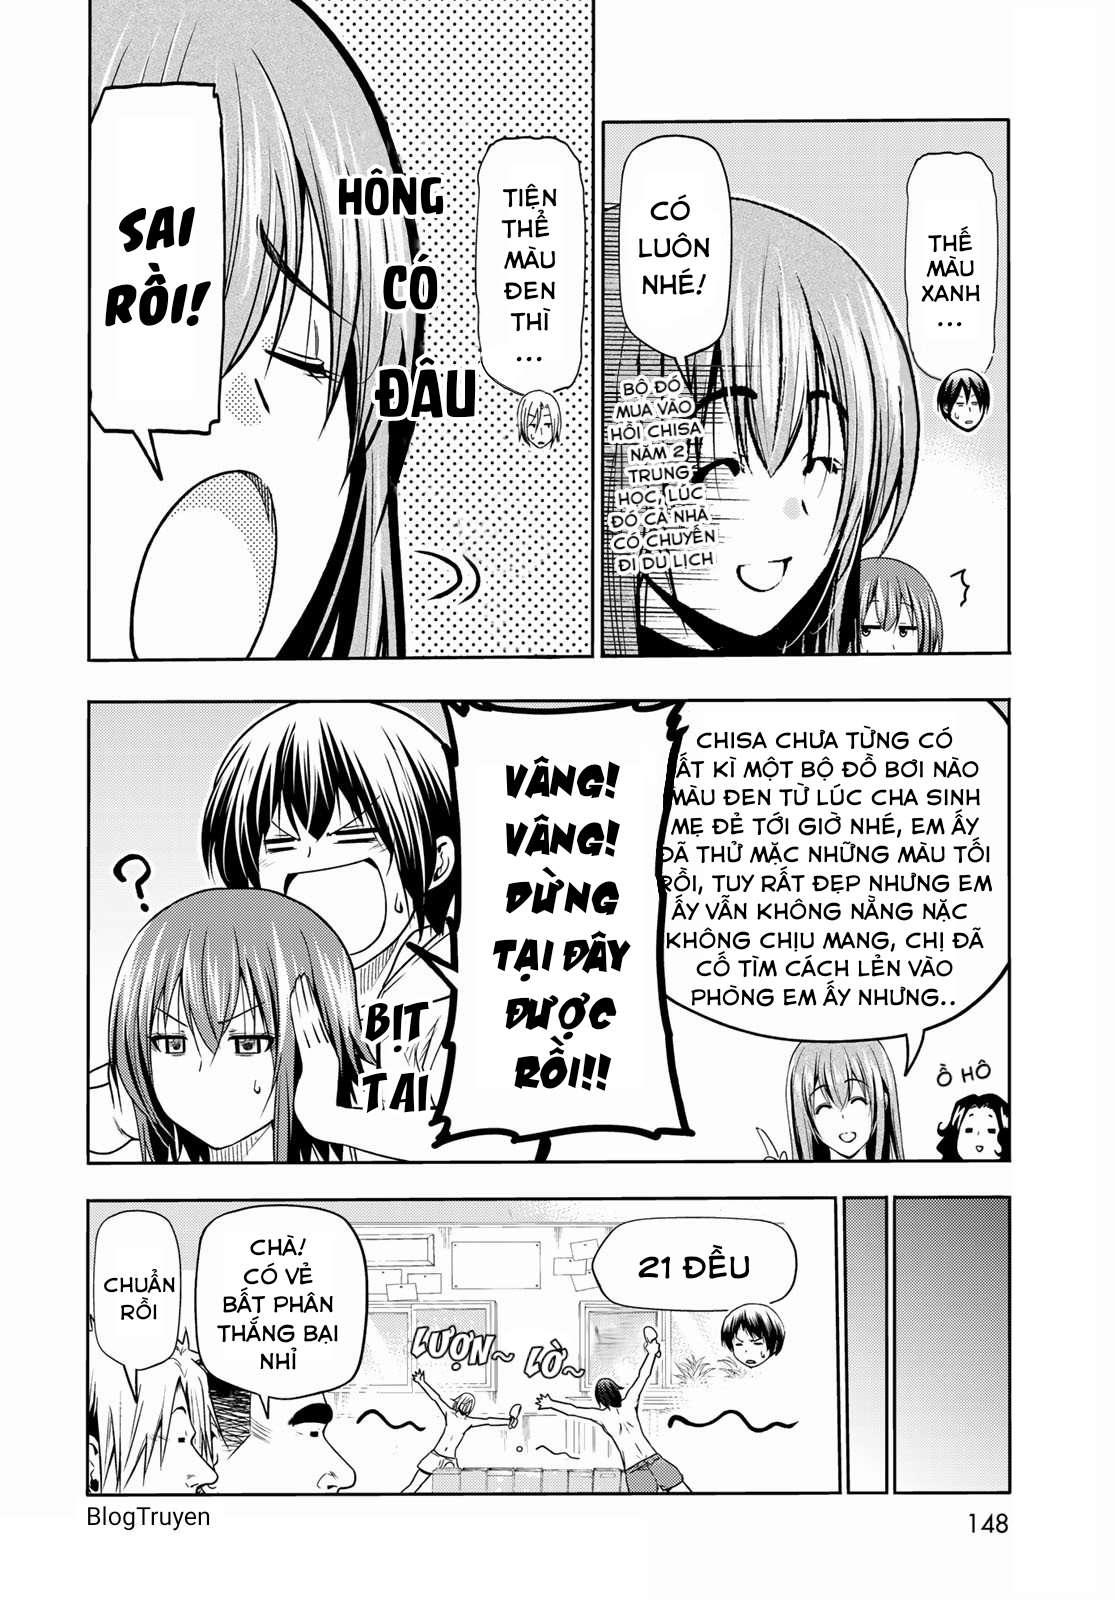 THẾ
MÀU
XANH
...
CÓ
LUÔN
NHÉ!
BỘ ĐÓ
MUA VÀO
HỒI CHISA
NĂM 2
TRUNG
HỌC, LÚC
ĐÓ CẢ NHÀ
CÓ CHUYẾN
ĐI DU LỊCH
TIỆN
THỂ
MÀU
ĐEN
THÌ
...
HÔNG
CÓ
ĐÂU
SAI
RỒI!
CHISA CHƯA TỪNG CÓ
ẤT KÌ MỘT BỘ ĐỒ BƠI NÀO
MÀU ĐEN TỪ LÚC CHA SINH
MẸ ĐẺ TỚI GIỜ NHÉ, EM ẤY
ĐÃ THỬ MẶC NHỮNG MÀU TỐI
RỒI, TUY RẤT ĐẸP NHƯNG EM
ẤY VẪN KHÔNG NẰNG NẶC
KHÔNG CHỊU MANG, CHỊ ĐÃ
CỐ TÌM CÁCH LẺN VÀO
PHÒNG EM ẤY NHƯNG..
Ồ HÔ
VÂNG!
VÂNG!
DỪNG
TẠI ĐÂY
ĐƯỢC
RỒI!!
?
BỊT
TAI
21 ĐỀU
LƯỢN~ LỜ~
CHÀ!
CÓ VẺ
BẤT PHÂN
THẮNG BẠI
NHỈ
CHUẨN
RỒI
BlogTruyen
148